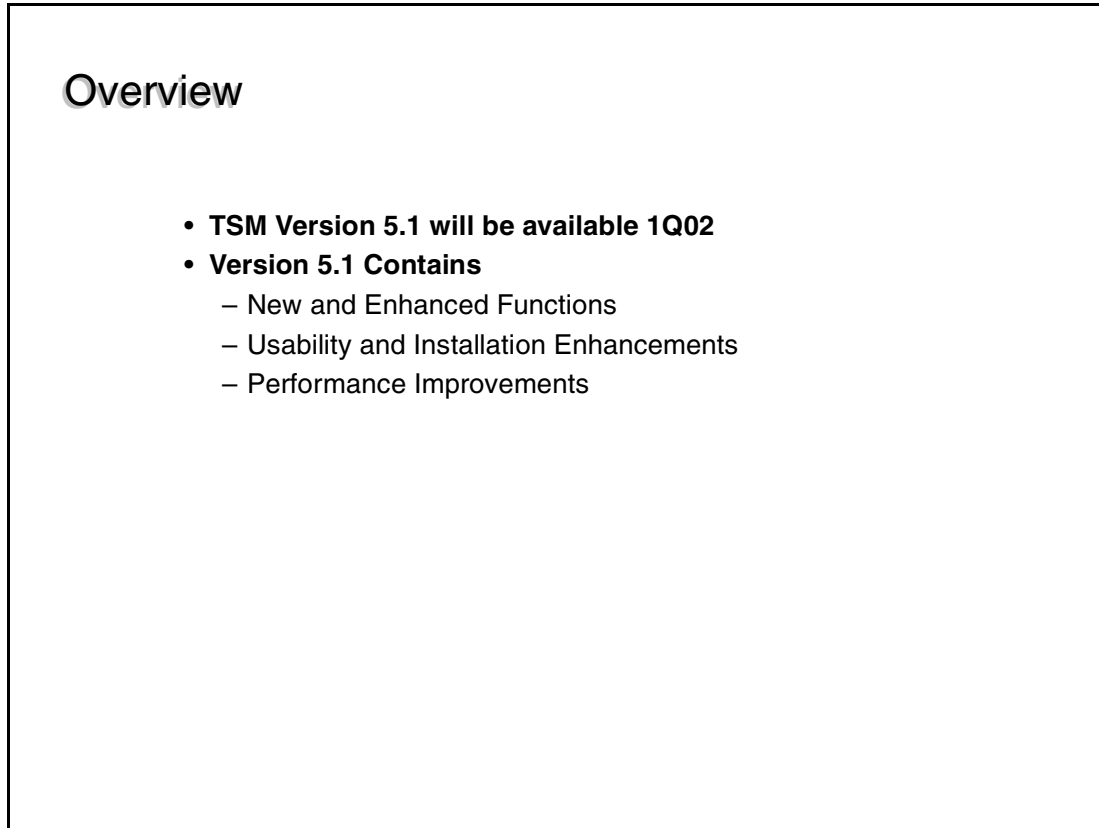 Overview
• TSM Version 5.1 will be available 1Q02
• Version 5.1 Contains
– New and Enhanced Functions
– Usability and Installation Enhancements
– Performance Improvements